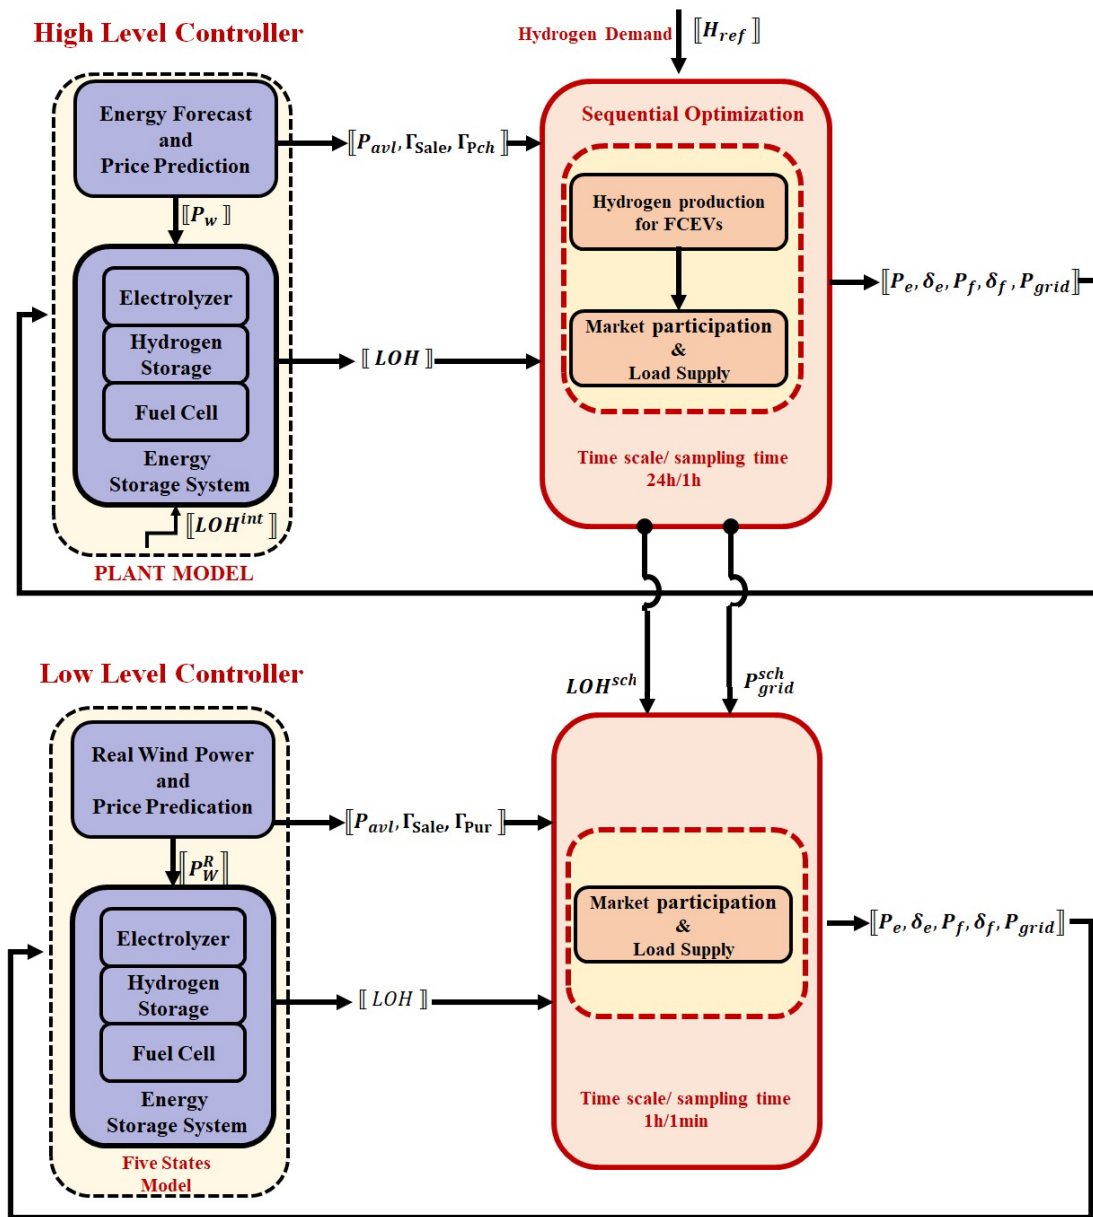 High Level Controller
Hydrogen Demand
⟦H_ref⟧
Energy Forecast
and
Price Prediction
⟦P_avl, Γ_Sale, Γ_Pch⟧
Sequential Optimization
⟦P_w⟧
Hydrogen production
for FCEVs
Electrolyzer
Hydrogen
Storage
Fuel Cell
Energy
Storage System
⟦LOH⟧
Market participation
&
Load Supply
⟦P_e, δ_e, P_f, δ_f, P_grid⟧
Time scale/ sampling time
24h/1h
⟦LOH^int⟧
PLANT MODEL
LOH^sch
P_grid^sch
Low Level Controller
Real Wind Power
and
Price Predication
⟦P_avl, Γ_Sale, Γ_Pur⟧
⟦P_W^R⟧
Electrolyzer
Hydrogen
Storage
Fuel Cell
Energy
Storage System
⟦LOH⟧
Market participation
&
Load Supply
⟦P_e, δ_e, P_f, δ_f, P_grid⟧
Time scale/ sampling time
1h/1min
Five States
Model